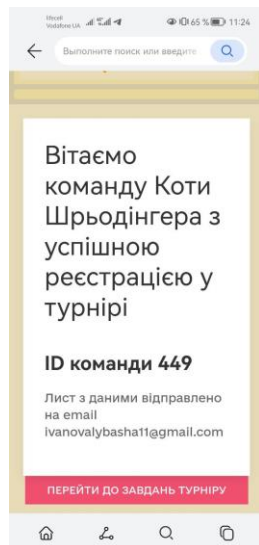 lifecell
Vodafone UA
65 %
11:24
Выполните поиск или введите
Вітаємо
команду Коти
Шрьодінгера з
успішною
реєстрацією у
турнірі
ID команди 449
Лист з даними відправлено
на email
ivanovalybasha11@gmail.com
ПЕРЕЙТИ ДО ЗАВДАНЬ ТУРНІРУ